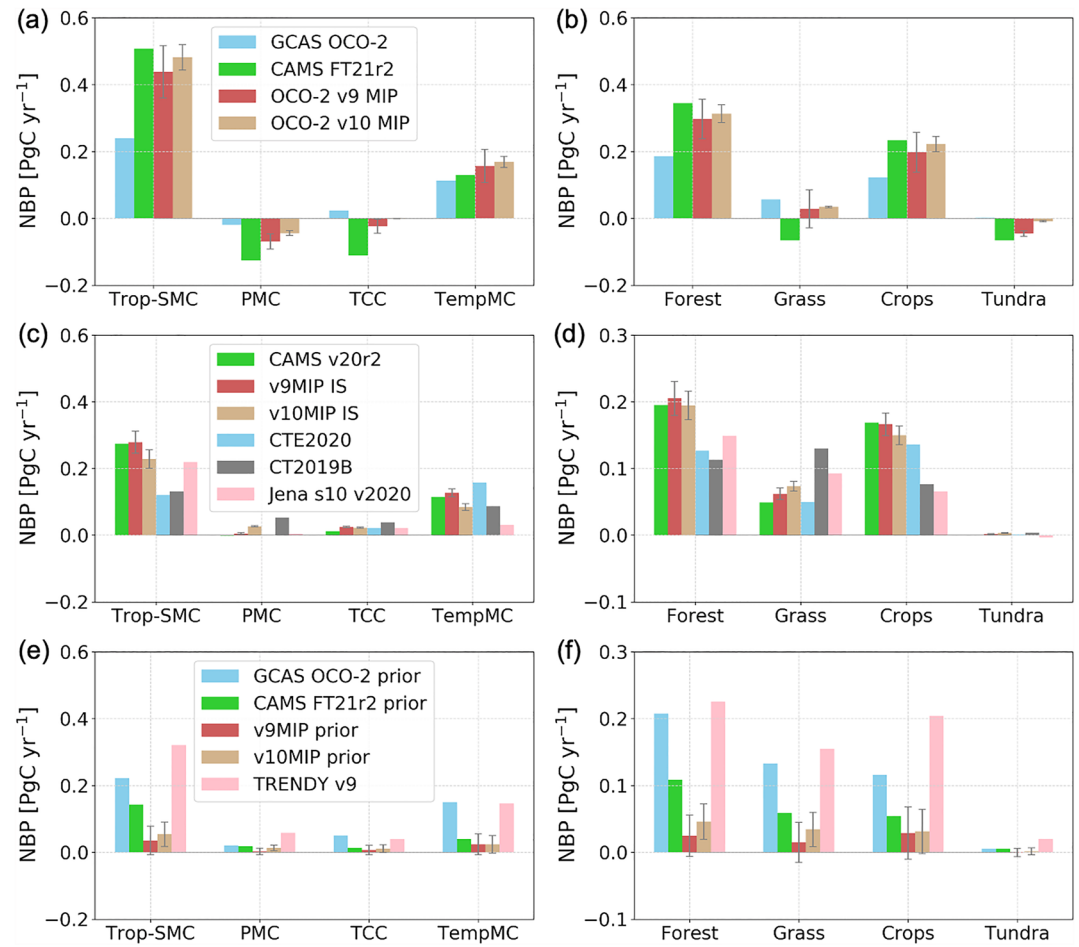 (a)
NBP [PgC yr⁻¹]
0.6
0.4
0.2
0.0
−0.2
GCAS OCO-2
CAMS FT21r2
OCO-2 v9 MIP
OCO-2 v10 MIP
Trop-SMC PMC TCC TempMC
(b)
NBP [PgC yr⁻¹]
0.6
0.4
0.2
0.0
−0.2
Forest Grass Crops Tundra
(c)
NBP [PgC yr⁻¹]
0.6
0.4
0.2
0.0
−0.2
CAMS v20r2
v9MIP IS
v10MIP IS
CTE2020
CT2019B
Jena s10 v2020
Trop-SMC PMC TCC TempMC
(d)
NBP [PgC yr⁻¹]
0.3
0.2
0.1
0.0
−0.1
Forest Grass Crops Tundra
(e)
NBP [PgC yr⁻¹]
0.6
0.4
0.2
0.0
−0.2
GCAS OCO-2 prior
CAMS FT21r2 prior
v9MIP prior
v10MIP prior
TRENDY v9
Trop-SMC PMC TCC TempMC
(f)
NBP [PgC yr⁻¹]
0.3
0.2
0.1
0.0
−0.1
Forest Grass Crops Tundra